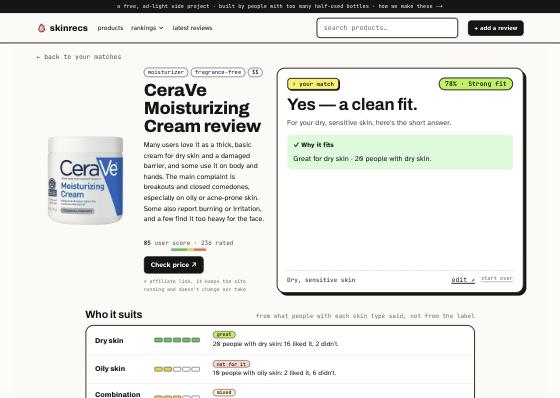 a free, ad-light side project · built by people with too many half-used bottles · how we make these ⟶
skinrecs
products
rankings
latest reviews
search products…
+ add a review
← back to your matches
moisturizer
fragrance-free
$$
CeraVe
Moisturizing
Cream review
Many users love it as a thick, basic
cream for dry skin and a damaged
barrier, and some use it on body and
hands. The main complaint is
breakouts and closed comedones,
especially on oily or acne-prone skin.
Some also report burning or irritation,
and a few find it too heavy for the face.
85 user score · 236 rated
Check price ↗
* affiliate link, it keeps the site
running and doesn't change our take
CeraVe
Moisturizing
Cream
⚡ your match
78% · Strong fit
Yes — a clean fit.
For your dry, sensitive skin, here's the short answer.
✓ Why it fits
Great for dry skin · 20 people with dry skin.
Dry, sensitive skin
edit ↗
start over
Who it suits
from what people with each skin type said, not from the label
Dry skin
great
20 people with dry skin: 16 liked it, 2 didn't.
Oily skin
not for it
10 people with oily skin: 2 liked it, 6 didn't.
Combination
mixed